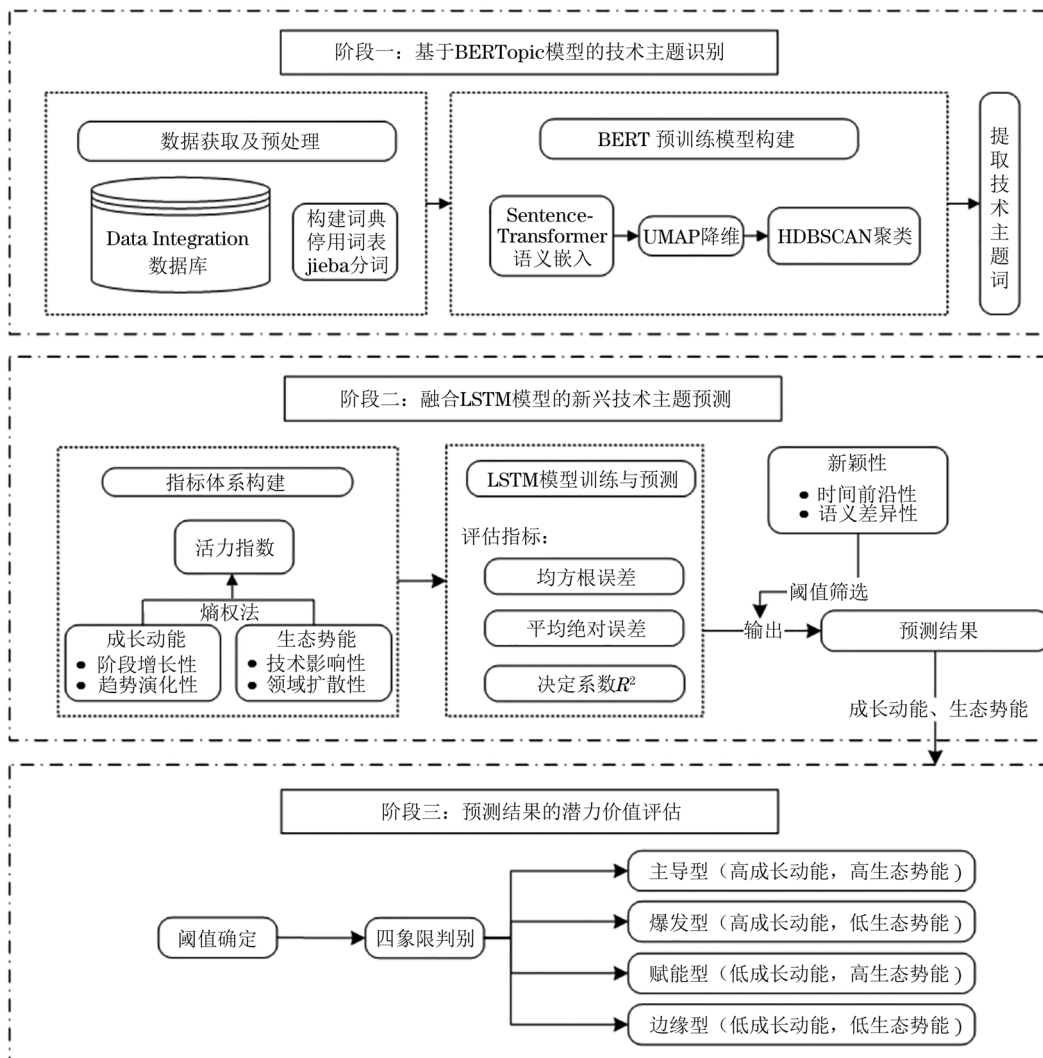 阶段一：基于BERTopic模型的技术主题识别
数据获取及预处理
Data Integration
数据库
构建词典
停用词表
jieba分词
BERT 预训练模型构建
Sentence-
Transformer
语义嵌入
UMAP降维
HDBSCAN聚类
提取技术主题词
阶段二：融合LSTM模型的新兴技术主题预测
指标体系构建
活力指数
熵权法
成长动能
● 阶段增长性
● 趋势演化性
生态势能
● 技术影响性
● 领域扩散性
LSTM模型训练与预测
评估指标：
均方根误差
平均绝对误差
决定系数R²
新颖性
● 时间前沿性
● 语义差异性
阈值筛选
输出
预测结果
成长动能、生态势能
阶段三：预测结果的潜力价值评估
阈值确定
四象限判别
主导型（高成长动能，高生态势能）
爆发型（高成长动能，低生态势能）
赋能型（低成长动能，高生态势能）
边缘型（低成长动能，低生态势能）